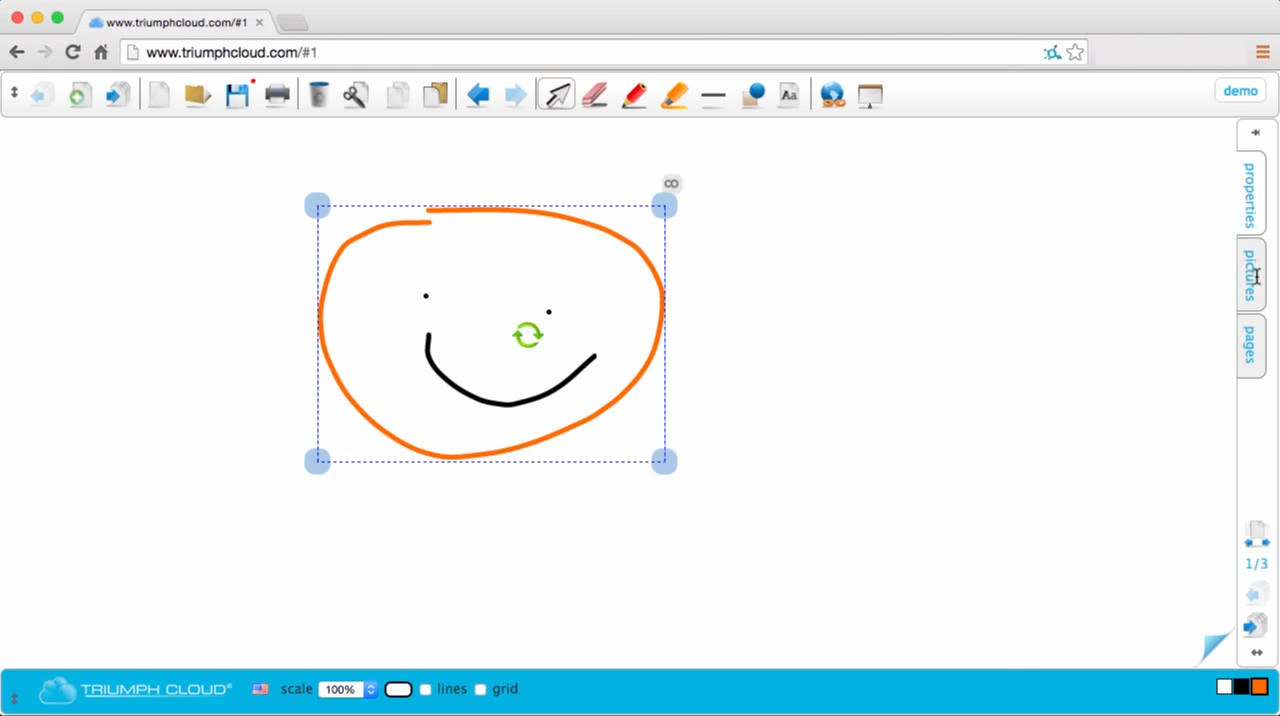 www.triumphcloud.com/#1
www.triumphcloud.com/#1
Aa
demo
properties
pictures
pages
1/3
TRIUMPH CLOUD®
scale 100% lines grid